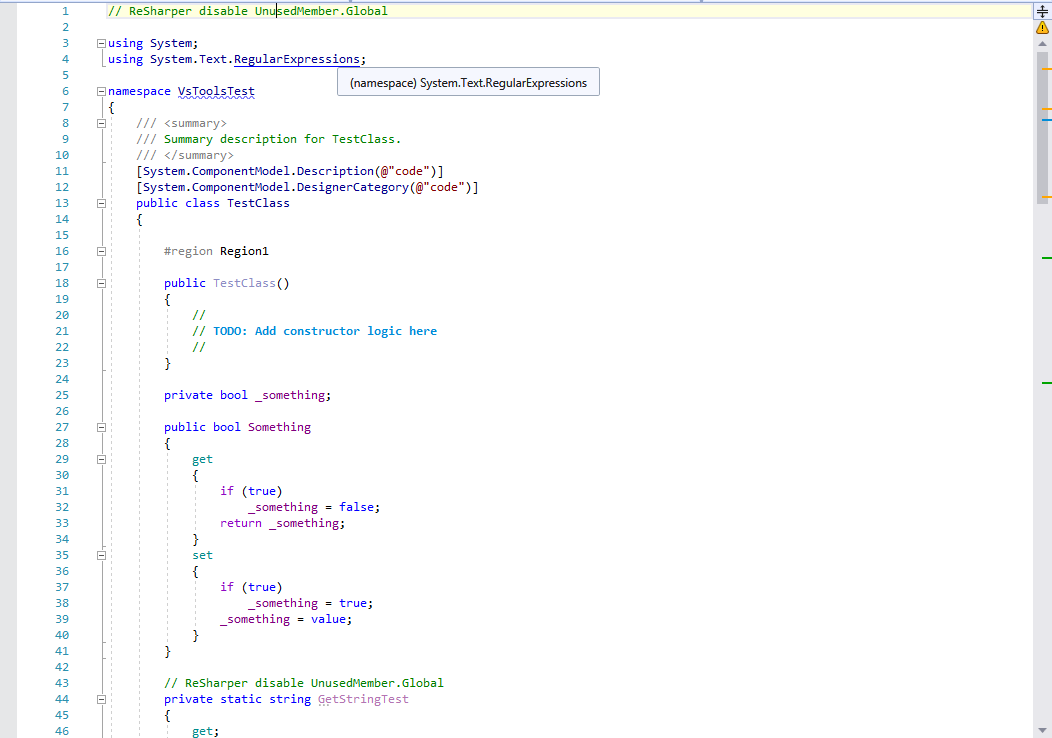 1 // ReSharper disable UnusedMember.Global
2
3 using System;
4 using System.Text.RegularExpressions;
(namespace) System.Text.RegularExpressions
5
6 namespace VsToolsTest
7 {
8 /// <summary>
9 /// Summary description for TestClass.
10 /// </summary>
11 [System.ComponentModel.Description(@"code")]
12 [System.ComponentModel.DesignerCategory(@"code")]
13 public class TestClass
14 {
15
16 #region Region1
17
18 public TestClass()
19 {
20 //
21 // TODO: Add constructor logic here
22 //
23 }
24
25 private bool _something;
26
27 public bool Something
28 {
29 get
30 {
31 if (true)
32 _something = false;
33 return _something;
34 }
35 set
36 {
37 if (true)
38 _something = true;
39 _something = value;
40 }
41 }
42
43 // ReSharper disable UnusedMember.Global
44 private static string GetStringTest
45 {
46 get;